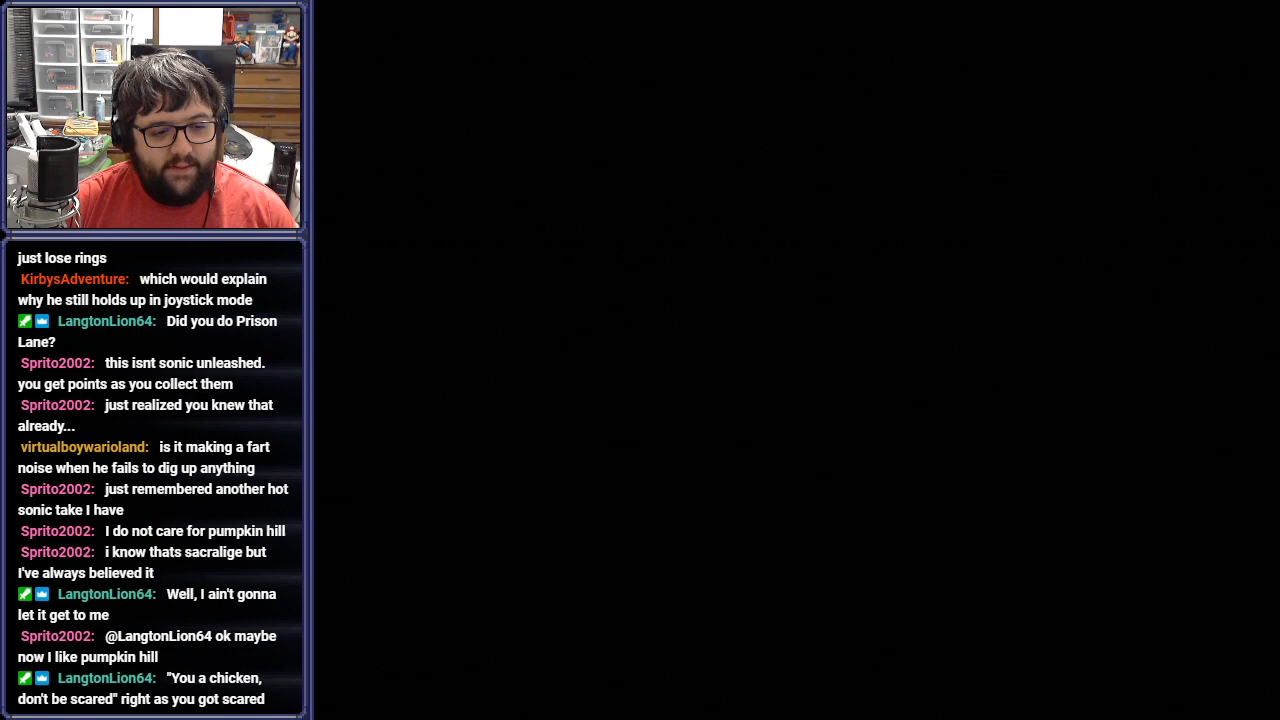 just lose rings
KirbysAdventure: which would explain
why he still holds up in joystick mode
LangtonLion64: Did you do Prison
Lane?
Sprito2002: this isnt sonic unleashed.
you get points as you collect them
Sprito2002: just realized you knew that
already...
virtualboywarioland: is it making a fart
noise when he fails to dig up anything
Sprito2002: just remembered another hot
sonic take I have
Sprito2002: I do not care for pumpkin hill
Sprito2002: i know thats sacralige but
I've always believed it
LangtonLion64: Well, I ain't gonna
let it get to me
Sprito2002: @LangtonLion64 ok maybe
now I like pumpkin hill
LangtonLion64: "You a chicken,
don't be scared" right as you got scared